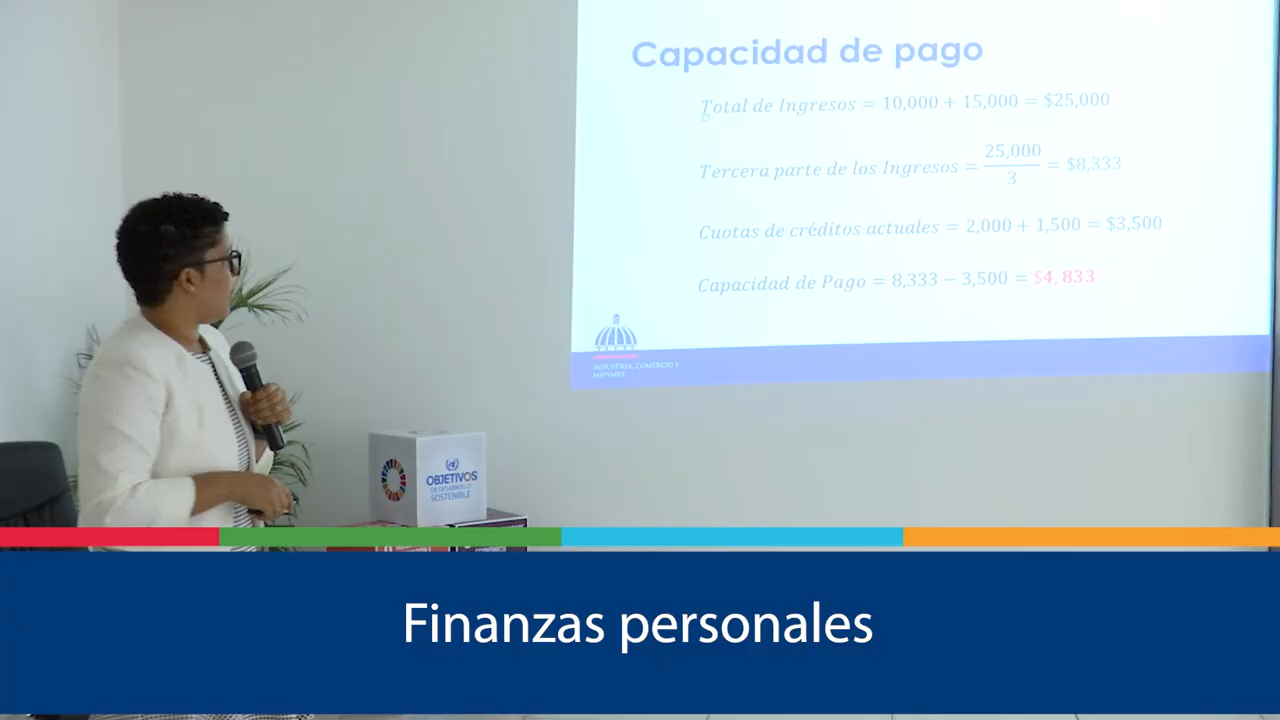 Capacidad de pago
Total de Ingresos = 10,000 + 15,000 = $25,000
Tercera parte de los Ingresos = 25,000 / 3 = $8,333
Cuotas de créditos actuales = 2,000 + 1,500 = $3,500
Capacidad de Pago = 8,333 − 3,500 = $4,833
INDUSTRIA, COMERCIO Y
MIPYMES
OBJETIVOS
DE DESARROLLO
SOSTENIBLE
Finanzas personales